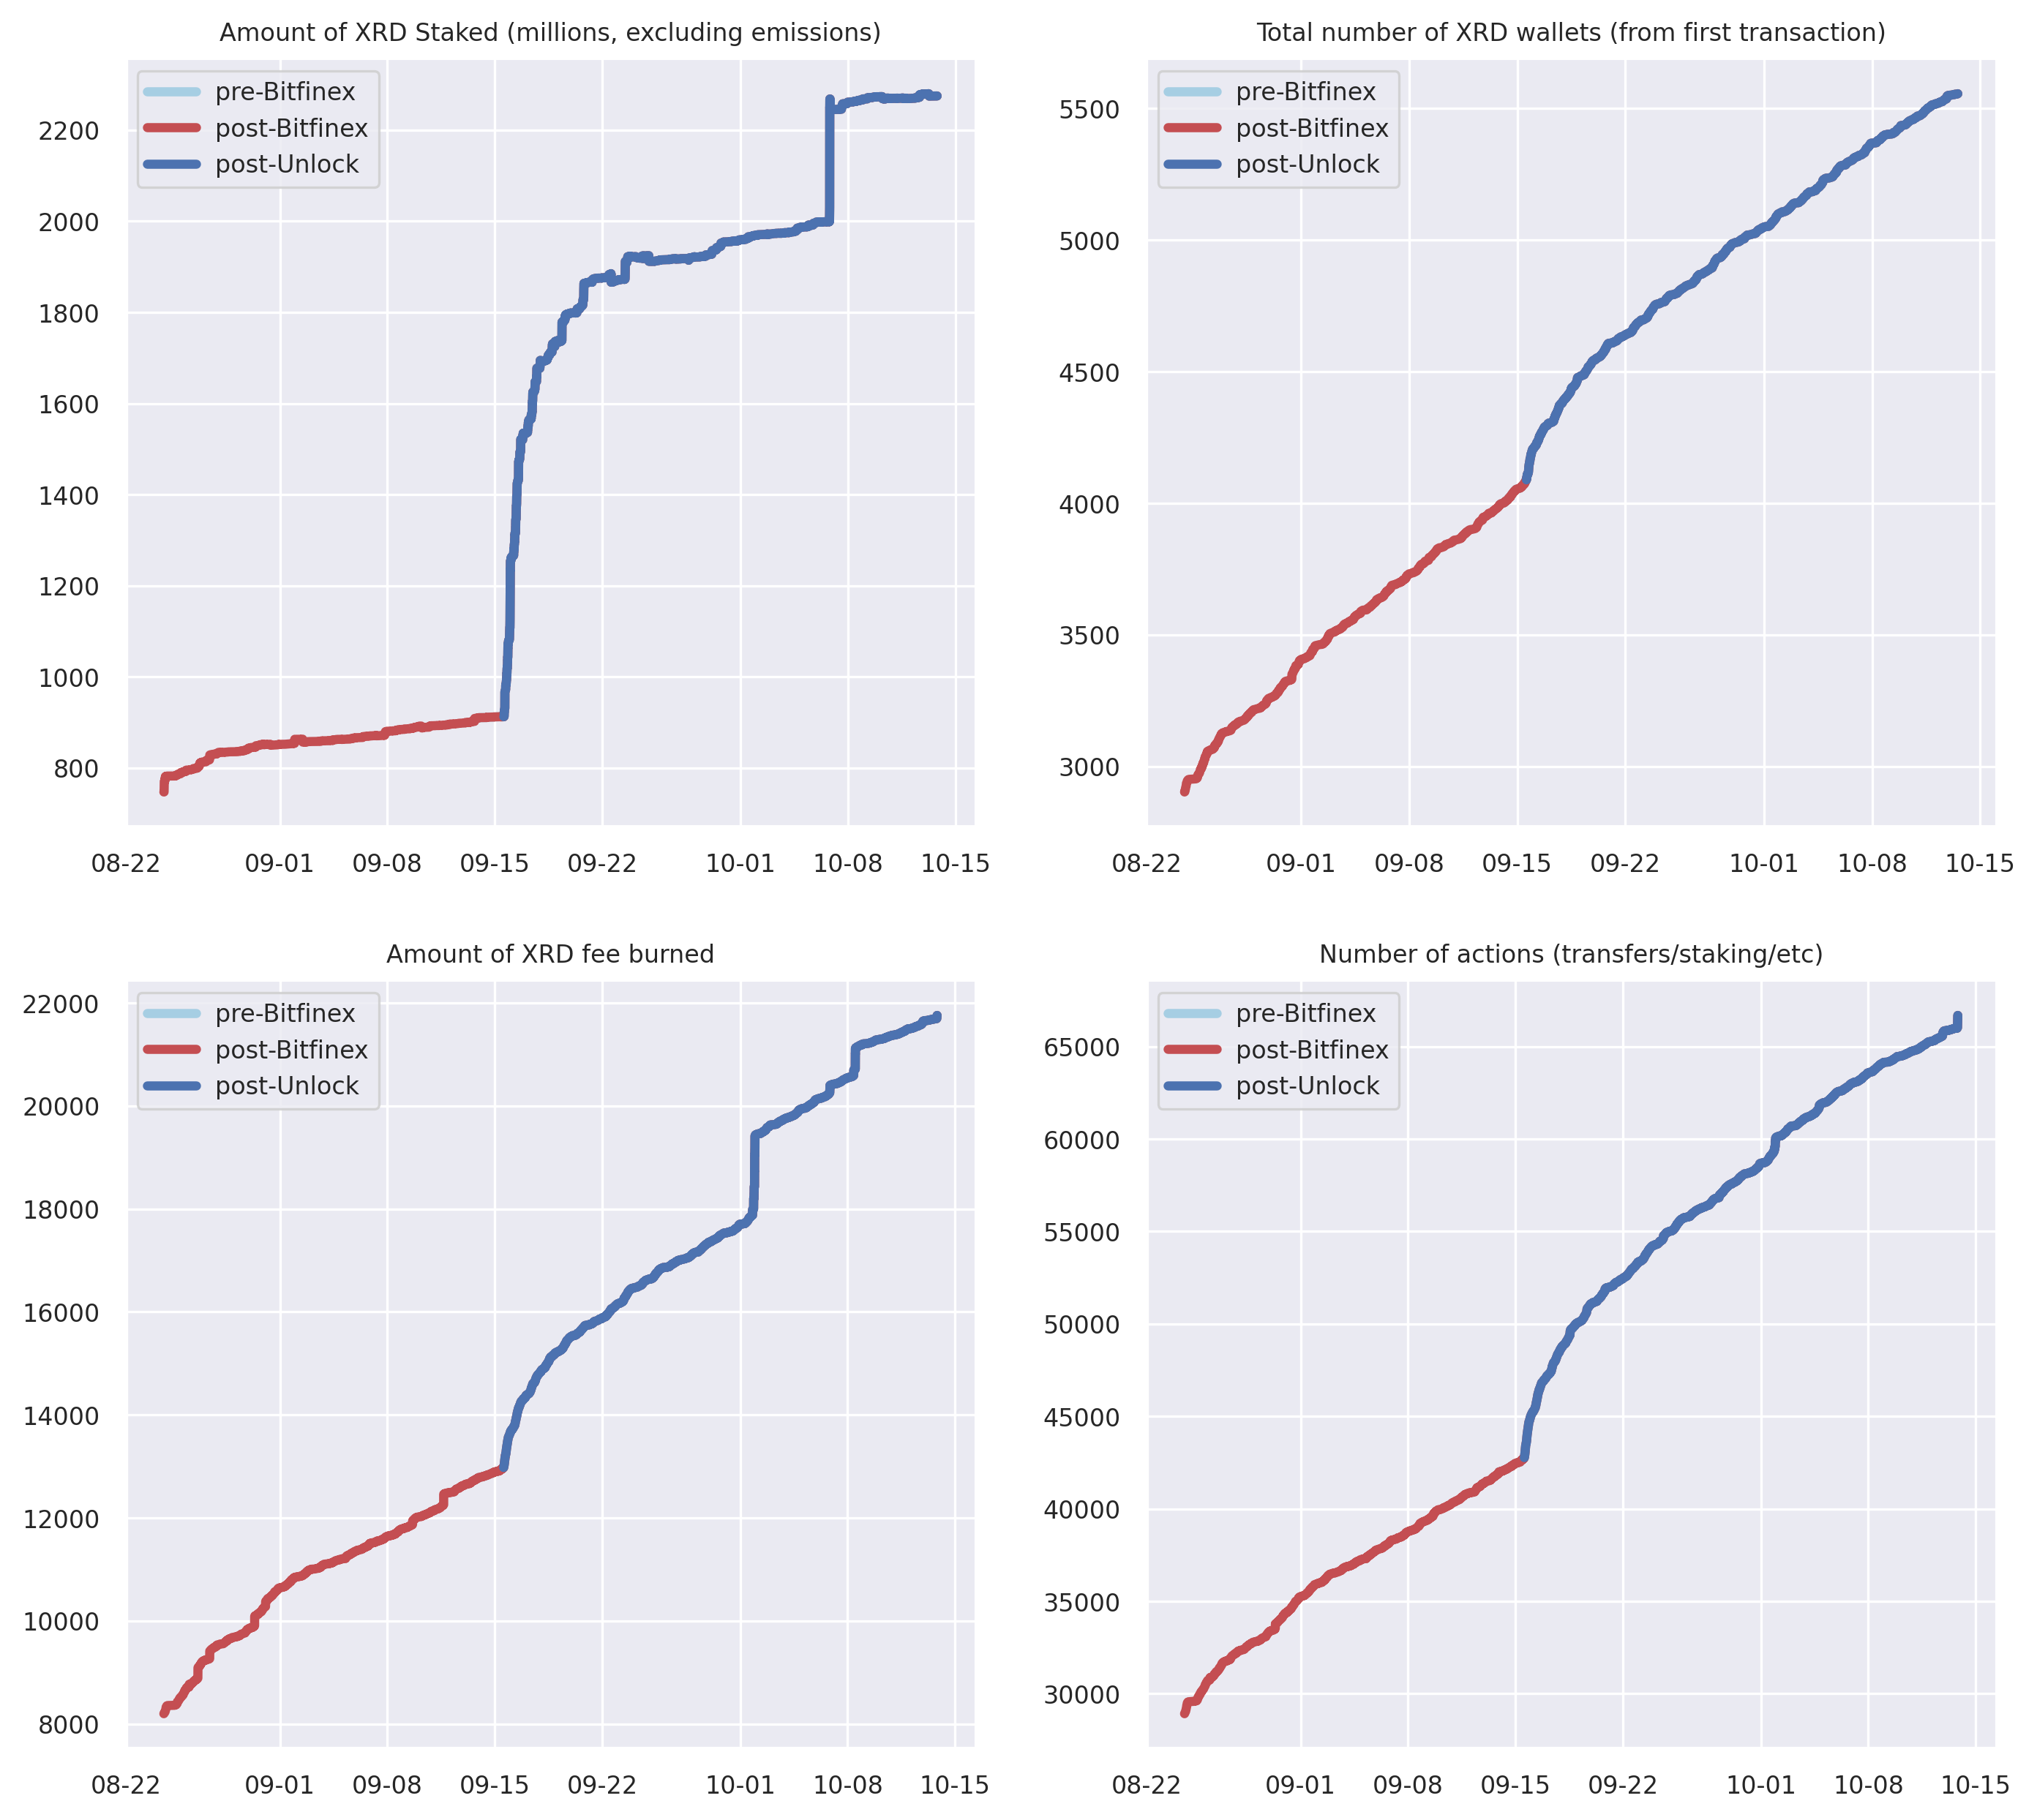 Amount of XRD Staked (millions, excluding emissions)
pre-Bitfinex
post-Bitfinex
post-Unlock
2200
2000
1800
1600
1400
1200
1000
800
08-22 09-01 09-08 09-15 09-22 10-01 10-08 10-15
Total number of XRD wallets (from first transaction)
pre-Bitfinex
post-Bitfinex
post-Unlock
5500
5000
4500
4000
3500
3000
08-22 09-01 09-08 09-15 09-22 10-01 10-08 10-15
Amount of XRD fee burned
pre-Bitfinex
post-Bitfinex
post-Unlock
22000
20000
18000
16000
14000
12000
10000
8000
08-22 09-01 09-08 09-15 09-22 10-01 10-08 10-15
Number of actions (transfers/staking/etc)
pre-Bitfinex
post-Bitfinex
post-Unlock
65000
60000
55000
50000
45000
40000
35000
30000
08-22 09-01 09-08 09-15 09-22 10-01 10-08 10-15